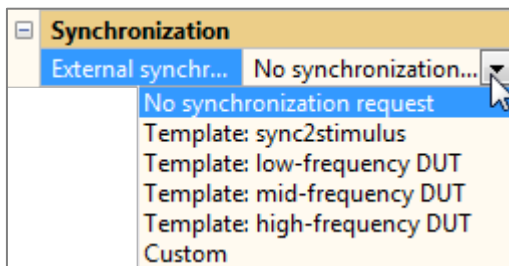 Synchronization
External synchr... No synchronization...
No synchronization request
Template: sync2stimulus
Template: low-frequency DUT
Template: mid-frequency DUT
Template: high-frequency DUT
Custom